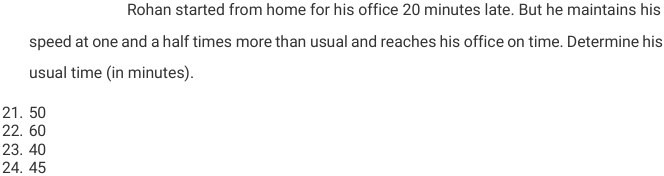 Rohan started from home for his office 20 minutes late. But he maintains his
speed at one and a half times more than usual and reaches his office on time. Determine his
usual time (in minutes).
21. 50
22. 60
23. 40
24. 45